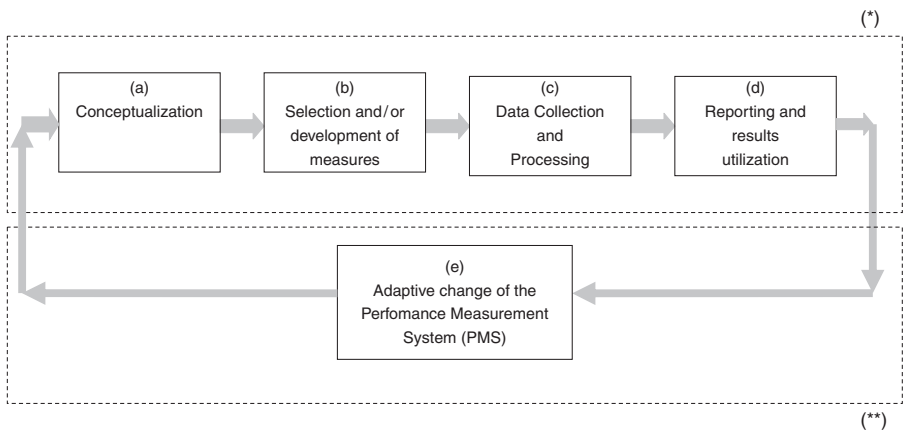 (*)
(a)
Conceptualization
(b)
Selection and/or
development of
measures
(c)
Data Collection
and
Processing
(d)
Reporting and
results
utilization
(e)
Adaptive change of the
Perfomance Measurement
System (PMS)
(**)